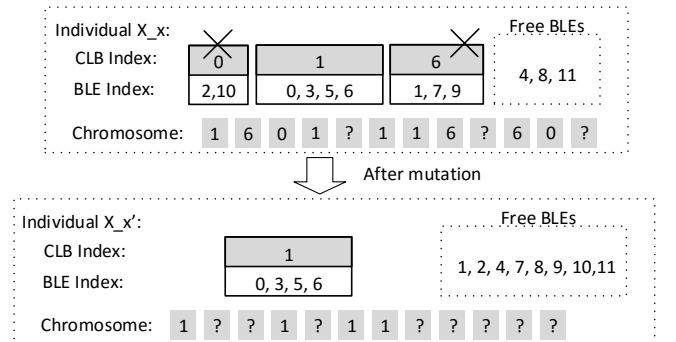 Individual X_x:
Free BLEs
CLB Index: 0 1 6
BLE Index: 2,10 0, 3, 5, 6 1, 7, 9
4, 8, 11
Chromosome: 1 6 0 1 ? 1 1 6 ? 6 0 ?
After mutation
Individual X_x':
Free BLEs
CLB Index: 1
BLE Index: 0, 3, 5, 6
1, 2, 4, 7, 8, 9, 10,11
Chromosome: 1 ? ? 1 ? 1 1 ? ? ? ? ?